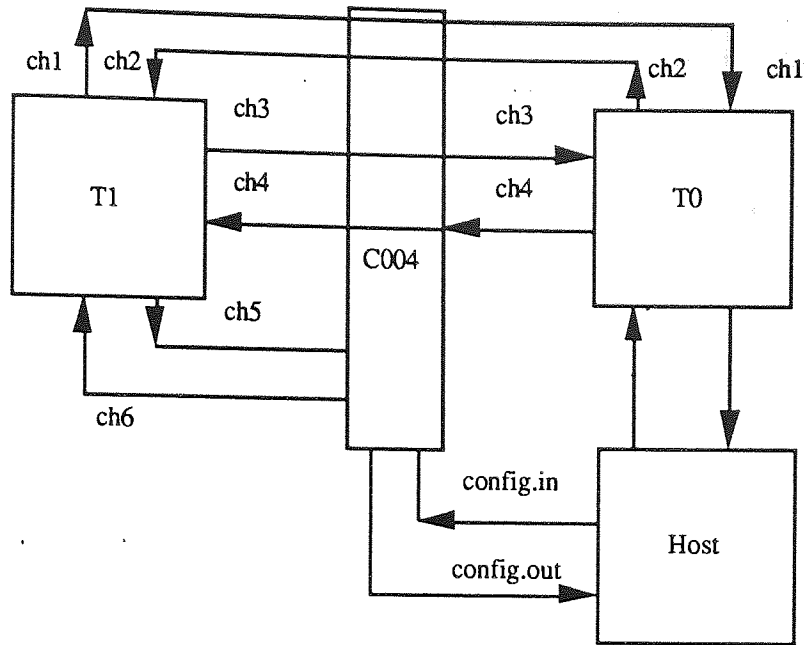 ch1
ch2
ch2
ch1
ch3
ch3
ch4
ch4
T1
T0
C004
ch5
ch6
config.in
Host
config.out